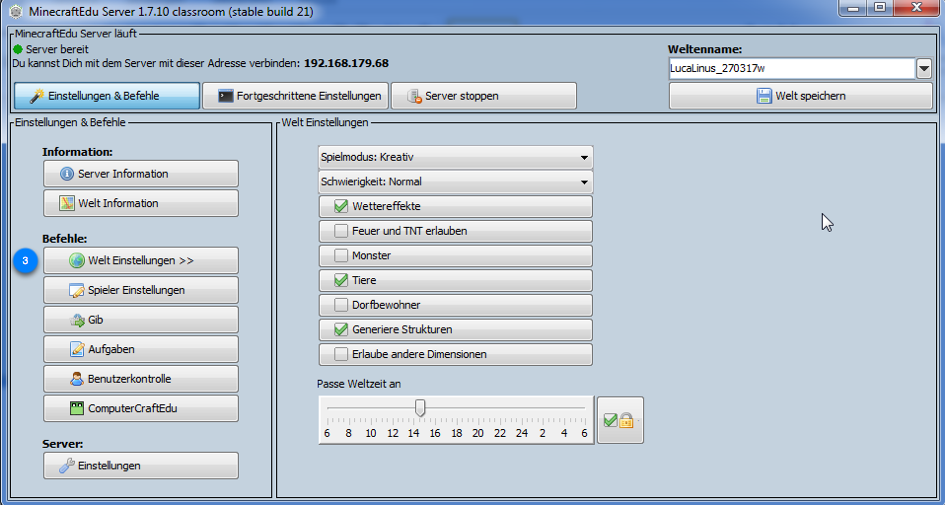 MinecraftEdu Server 1.7.10 classroom (stable build 21)
MinecraftEdu Server läuft
Server bereit
Du kannst Dich mit dem Server mit dieser Adresse verbinden: 192.168.179.68
Weltenname:
LucaLinus_270317w
Einstellungen & Befehle
Fortgeschrittene Einstellungen
Server stoppen
Welt speichern
Einstellungen & Befehle
Information:
Server Information
Welt Information
Befehle:
3
Welt Einstellungen >>
Spieler Einstellungen
Gib
Aufgaben
Benutzerkontrolle
ComputerCraftEdu
Server:
Einstellungen
Welt Einstellungen
Spielmodus: Kreativ
Schwierigkeit: Normal
Wettereffekte
Feuer und TNT erlauben
Monster
Tiere
Dorfbewohner
Generiere Strukturen
Erlaube andere Dimensionen
Passe Weltzeit an
6 8 10 12 14 16 18 20 22 24 2 4 6